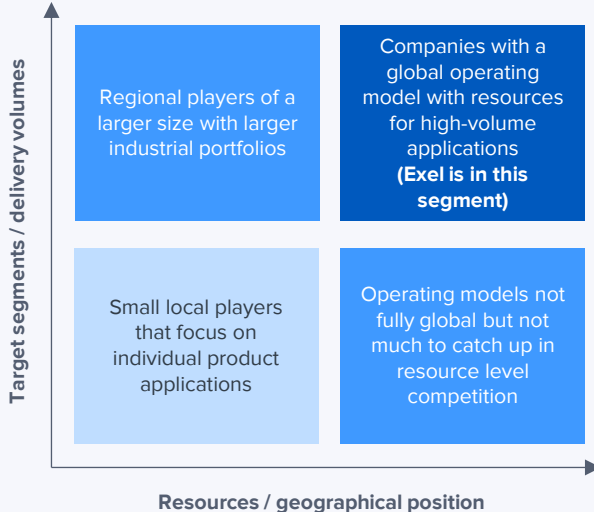 Target segments / delivery volumes
Regional players of a
larger size with larger
industrial portfolios
Companies with a
global operating
model with resources
for high-volume
applications
(Exel is in this
segment)
Small local players
that focus on
individual product
applications
Operating models not
fully global but not
much to catch up in
resource level
competition
Resources / geographical position